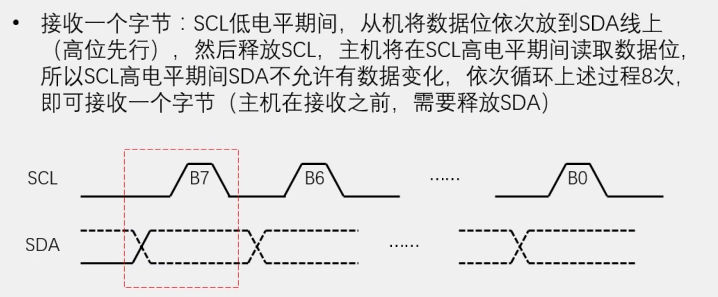 • 接收一个字节：SCL低电平期间，从机将数据位依次放到SDA线上
（高位先行），然后释放SCL，主机将在SCL高电平期间读取数据位，
所以SCL高电平期间SDA不允许有数据变化，依次循环上述过程8次，
即可接收一个字节（主机在接收之前，需要释放SDA）
SCL B7 B6 …… B0
SDA ……